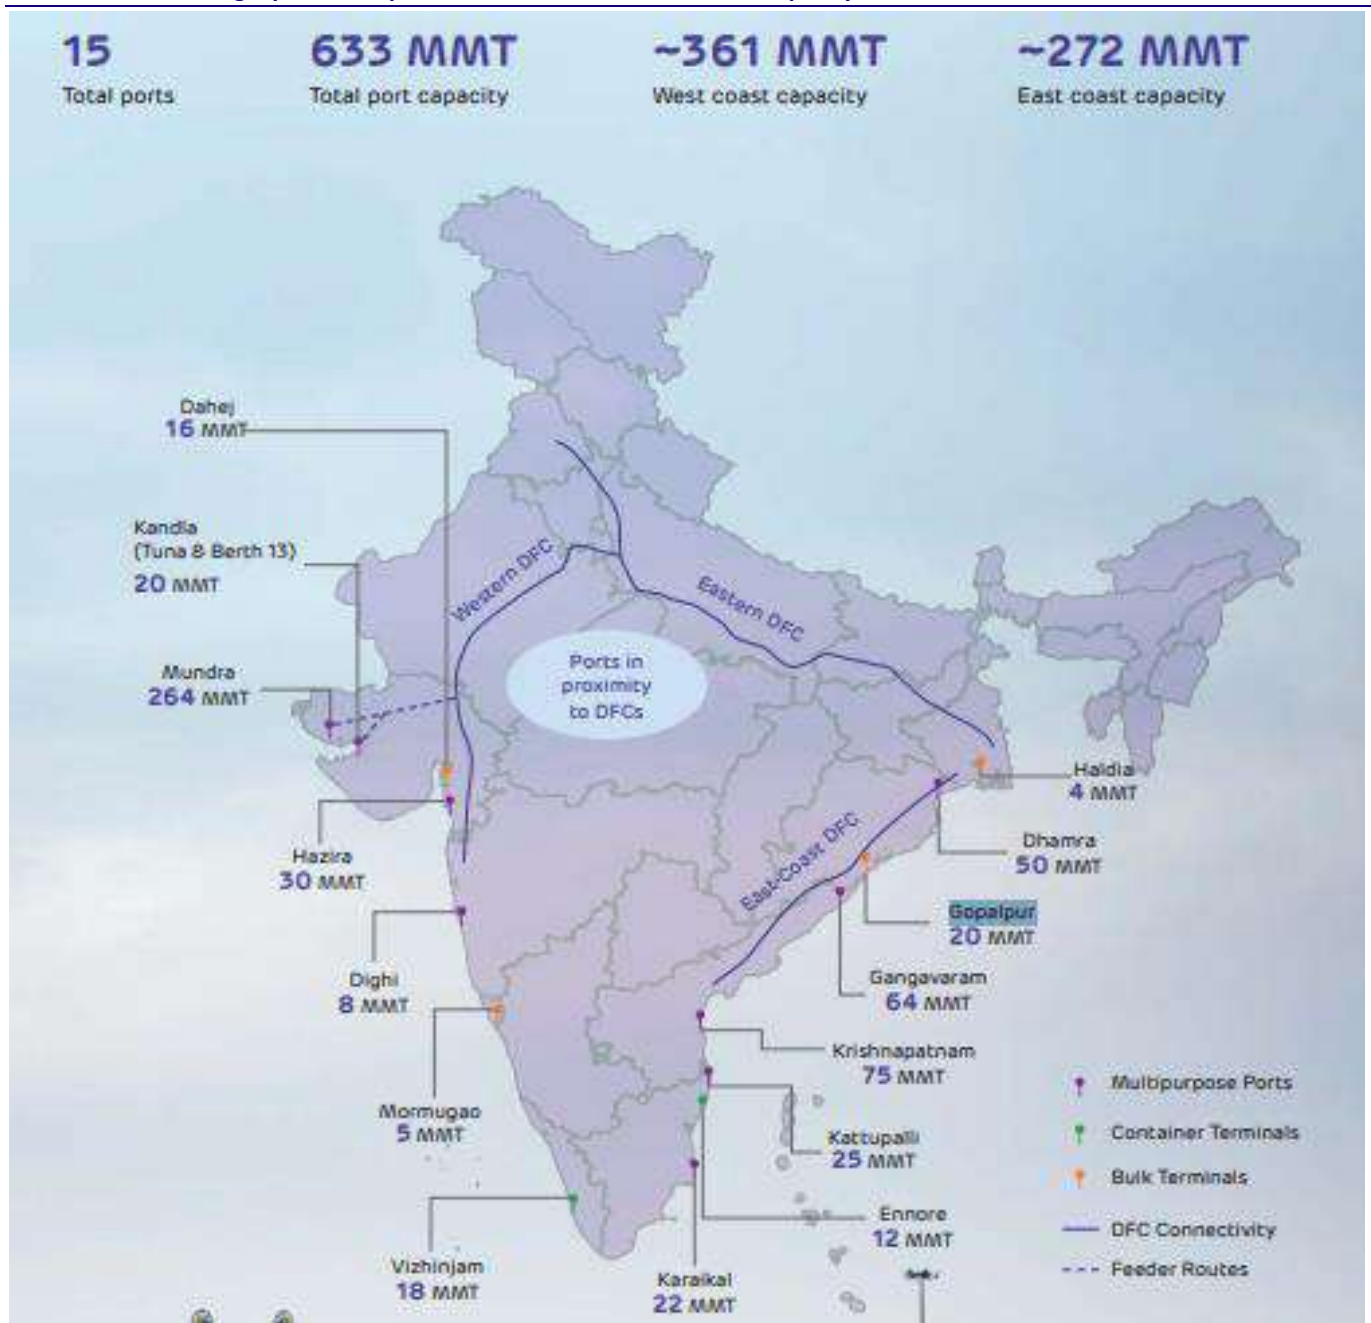 15
Total ports
633 MMT
Total port capacity
~361 MMT
West coast capacity
~272 MMT
East coast capacity
Dahej
16 MMT
Kandla
(Tuna & Berth 13)
20 MMT
Mundra
264 MMT
Hazira
30 MMT
Dighi
8 MMT
Mormugao
5 MMT
Vizhinjam
18 MMT
Western DFC
Eastern DFC
Ports in
proximity
to DFCs
East-Coast DFC
Haldia
4 MMT
Dhamra
50 MMT
Gopalpur
20 MMT
Gangavaram
64 MMT
Krishnapatnam
75 MMT
Kattupalli
25 MMT
Ennore
12 MMT
Karaikal
22 MMT
Multipurpose Ports
Container Terminals
Bulk Terminals
DFC Connectivity
Feeder Routes